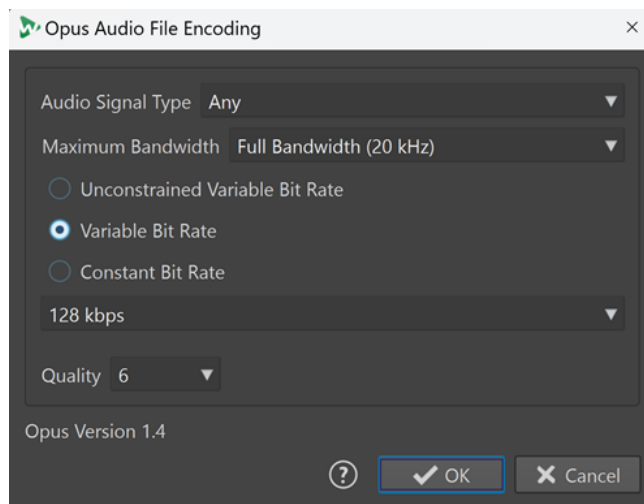 Opus Audio File Encoding
Audio Signal Type Any
Maximum Bandwidth Full Bandwidth (20 kHz)
Unconstrained Variable Bit Rate
Variable Bit Rate
Constant Bit Rate
128 kbps
Quality 6
Opus Version 1.4
? OK Cancel